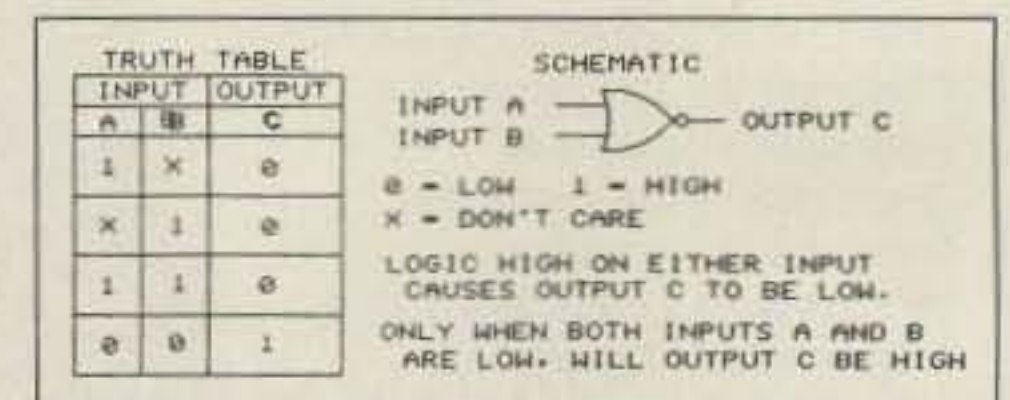 TRUTH TABLE
INPUT OUTPUT
A B C
1 X 0
X 1 0
1 1 0
0 0 1
SCHEMATIC
INPUT A
INPUT B
OUTPUT C
0 = LOW 1 = HIGH
X = DON'T CARE
LOGIC HIGH ON EITHER INPUT
CAUSES OUTPUT C TO BE LOW.
ONLY WHEN BOTH INPUTS A AND B
ARE LOW. WILL OUTPUT C BE HIGH